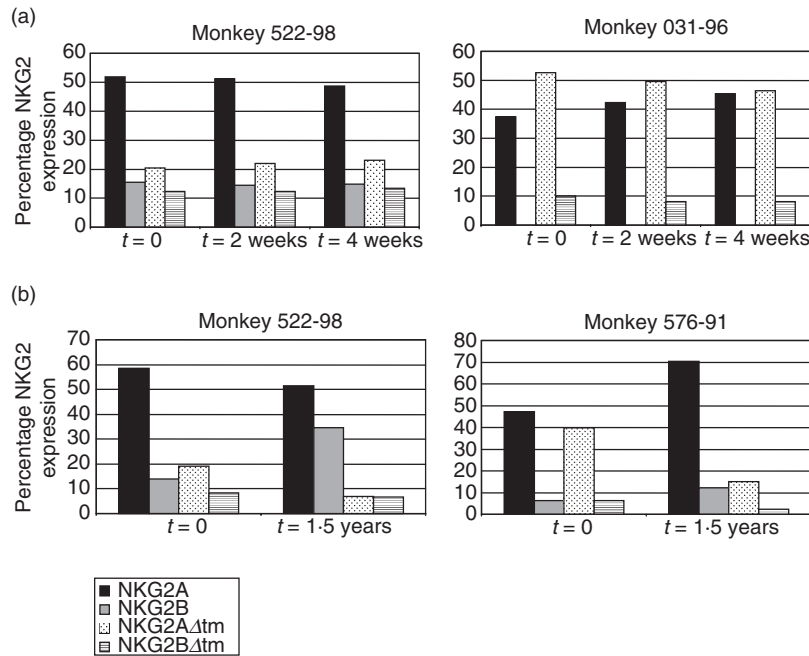 (a)
Monkey 522-98
Monkey 031-96
Percentage NKG2
expression
60
50
40
30
20
10
0
t = 0
t = 2 weeks
t = 4 weeks
60
50
40
30
20
10
0
t = 0
t = 2 weeks
t = 4 weeks
(b)
Monkey 522-98
Monkey 576-91
Percentage NKG2
expression
70
60
50
40
30
20
10
0
t = 0
t = 1·5 years
80
70
60
50
40
30
20
10
0
t = 0
t = 1·5 years
NKG2A
NKG2B
NKG2AΔtm
NKG2BΔtm